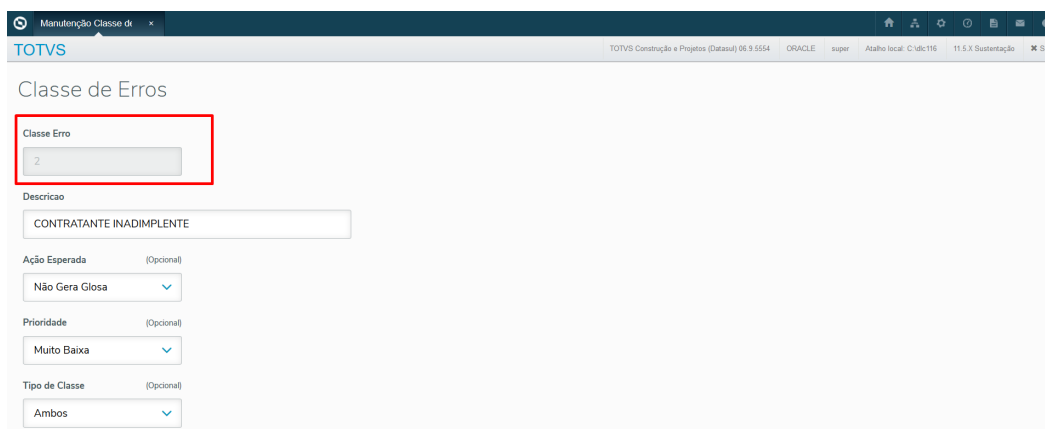 Manutenção Classe de ×
TOTVS
TOTVS Construção e Projetos (Datasul) 06.9.5554 ORACLE super Atalho local: C:\dlc116 11.5.X Sustentação ✖ S
Classe de Erros
Classe Erro
2
Descricao
CONTRATANTE INADIMPLENTE
Ação Esperada (Opcional)
Não Gera Glosa
Prioridade (Opcional)
Muito Baixa
Tipo de Classe (Opcional)
Ambos